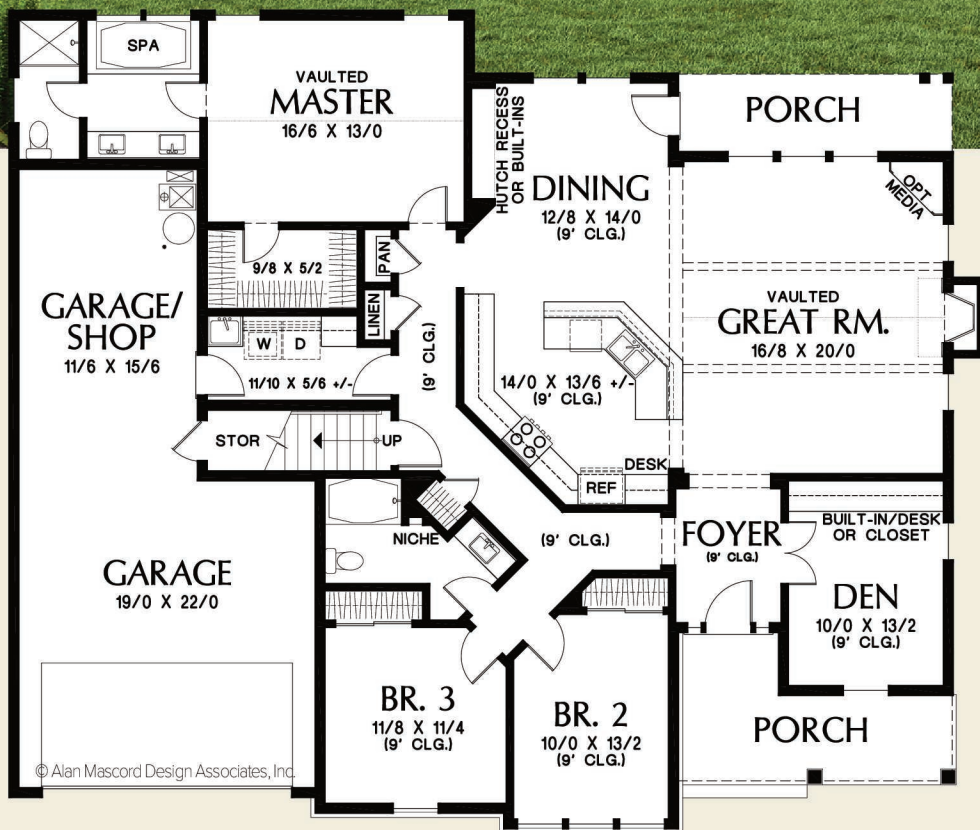 SPA
VAULTED
MASTER
16/6 X 13/0
HUTCH RECESS
OR BUILT-INS
PORCH
DINING
12/8 X 14/0
(9' CLG.)
OPT
MEDIA
PAN
9/8 X 5/2
LINEN
GARAGE/
SHOP
11/6 X 15/6
W
D
11/10 X 5/6 +/-
(9' CLG.)
VAULTED
GREAT RM.
16/8 X 20/0
14/0 X 13/6 +/-
(9' CLG.)
STOR
UP
DESK
REF
NICHE
(9' CLG.)
FOYER
(9' CLG.)
BUILT-IN/DESK
OR CLOSET
GARAGE
19/0 X 22/0
DEN
10/0 X 13/2
(9' CLG.)
BR. 3
11/8 X 11/4
(9' CLG.)
BR. 2
10/0 X 13/2
(9' CLG.)
PORCH
© Alan Mascord Design Associates, Inc.